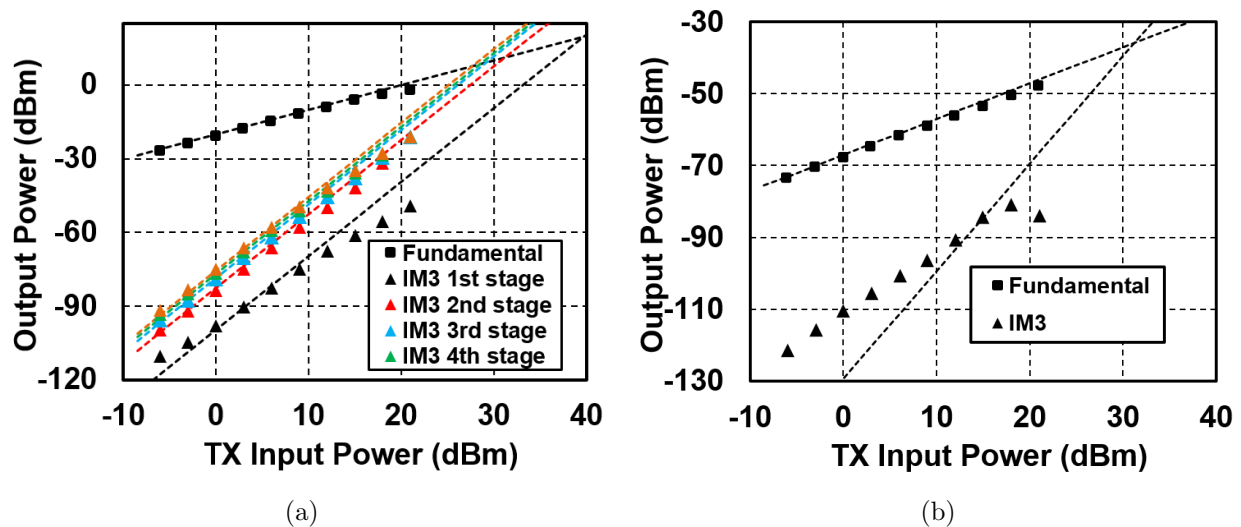 0
-30
-60
-90
-120
-10 0 10 20 30 40
Output Power (dBm)
TX Input Power (dBm)
Fundamental
IM3 1st stage
IM3 2nd stage
IM3 3rd stage
IM3 4th stage
(a)
-30
-50
-70
-90
-110
-130
-10 0 10 20 30 40
Output Power (dBm)
TX Input Power (dBm)
Fundamental
IM3
(b)